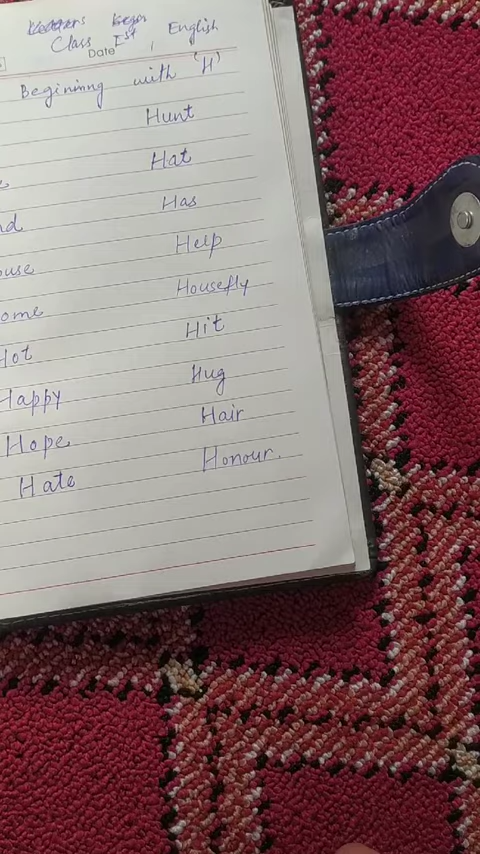 Class Ist English
Date
Beginning with 'H'
Hunt
Hat
Has
Help
ouse Housefly
ome Hit
Hot Hug
Happy Hair
Hope Honour.
Hate